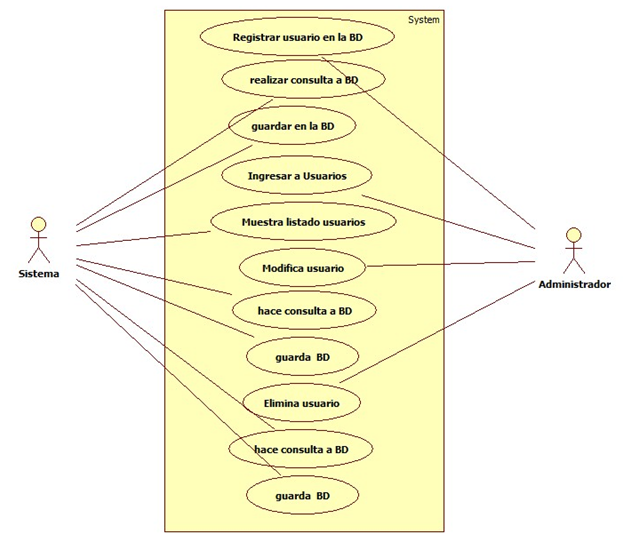 System
Registrar usuario en la BD
realizar consulta a BD
guardar en la BD
Ingresar a Usuarios
Muestra listado usuarios
Modifica usuario
Sistema
Administrador
hace consulta a BD
guarda BD
Elimina usuario
hace consulta a BD
guarda BD